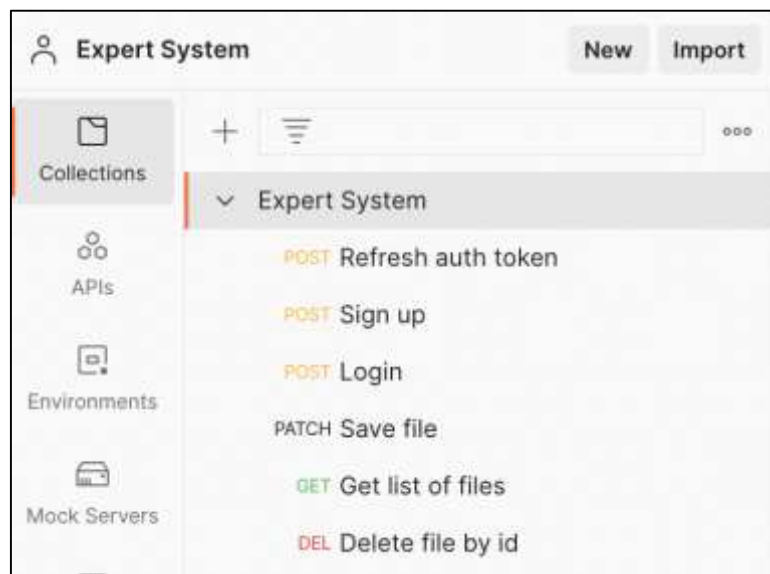 Expert System
New
Import
Collections
Expert System
POST Refresh auth token
APIs
POST Sign up
POST Login
Environments
PATCH Save file
GET Get list of files
Mock Servers
DEL Delete file by id